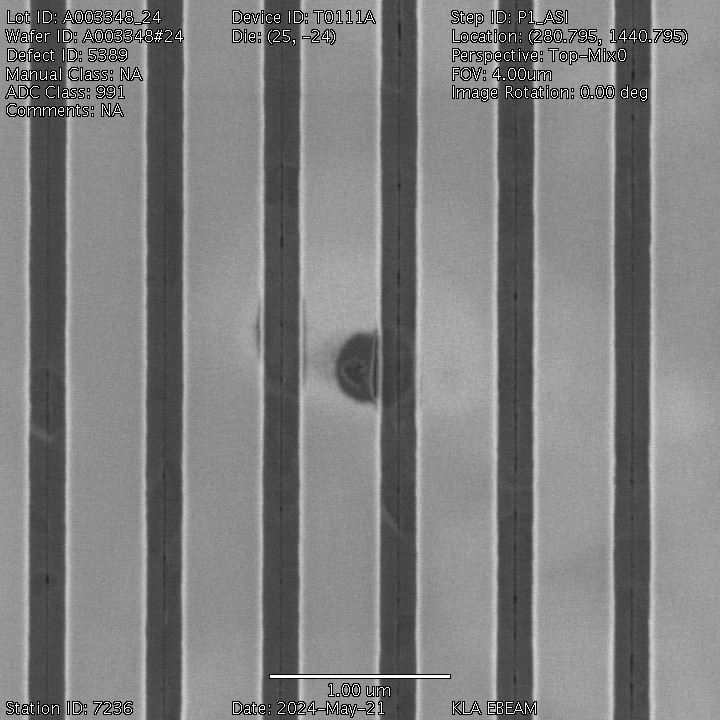 Lot ID: A003348_24
Device ID: T0111A
Step ID: P1_ASI
Wafer ID: A003348#24
Die: (25, -24)
Location: (280.795, 1440.795)
Defect ID: 5389
Perspective: Top-Mix0
Manual Class: NA
FOV: 4.00um
ADC Class: 991
Image Rotation: 0.00 deg
Comments: NA
1.00 um
Station ID: 7236
Date: 2024-May-21
KLA EBEAM